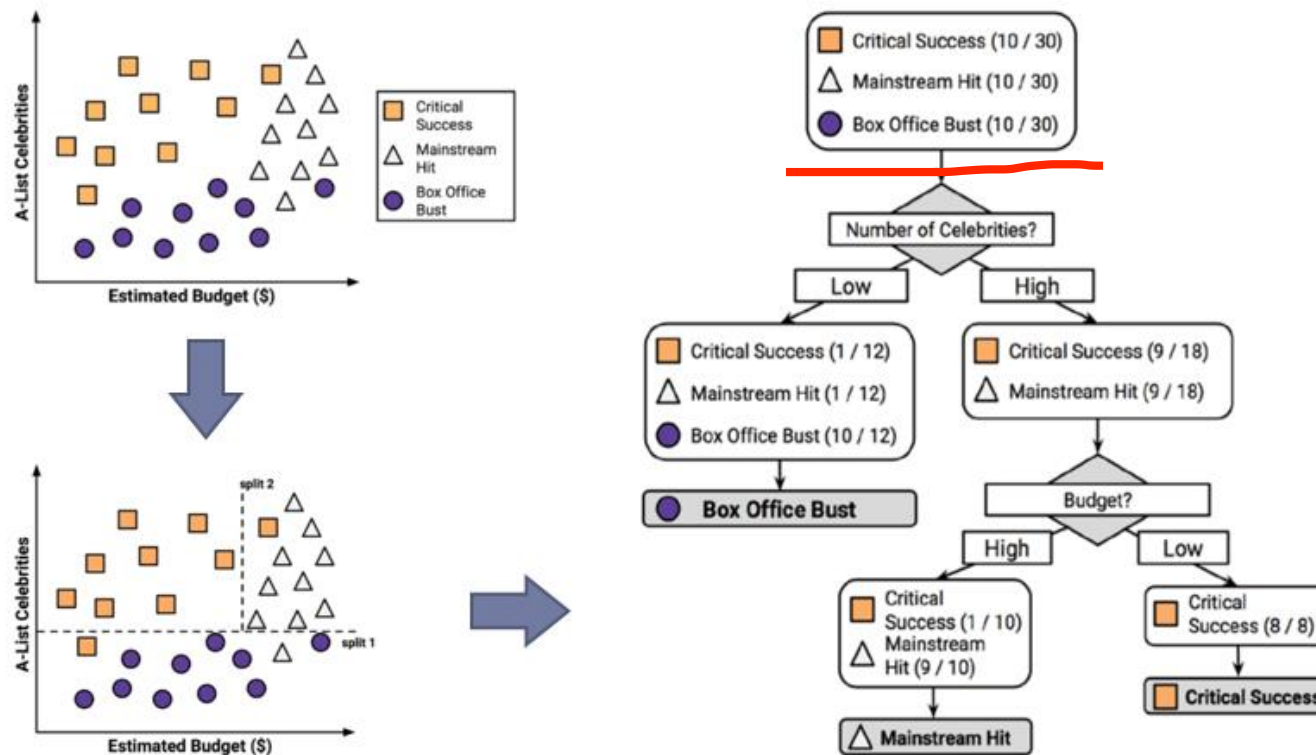 A-List Celebrities
Estimated Budget ($)
Critical
Success
Mainstream
Hit
Box Office
Bust
A-List Celebrities
split 2
split 1
Estimated Budget ($)
Critical Success (10 / 30)
Mainstream Hit (10 / 30)
Box Office Bust (10 / 30)
Number of Celebrities?
Low
High
Critical Success (1 / 12)
Mainstream Hit (1 / 12)
Box Office Bust (10 / 12)
Box Office Bust
Critical Success (9 / 18)
Mainstream Hit (9 / 18)
Budget?
High
Low
Critical
Success (1 / 10)
Mainstream
Hit (9 / 10)
Mainstream Hit
Critical
Success (8 / 8)
Critical Success